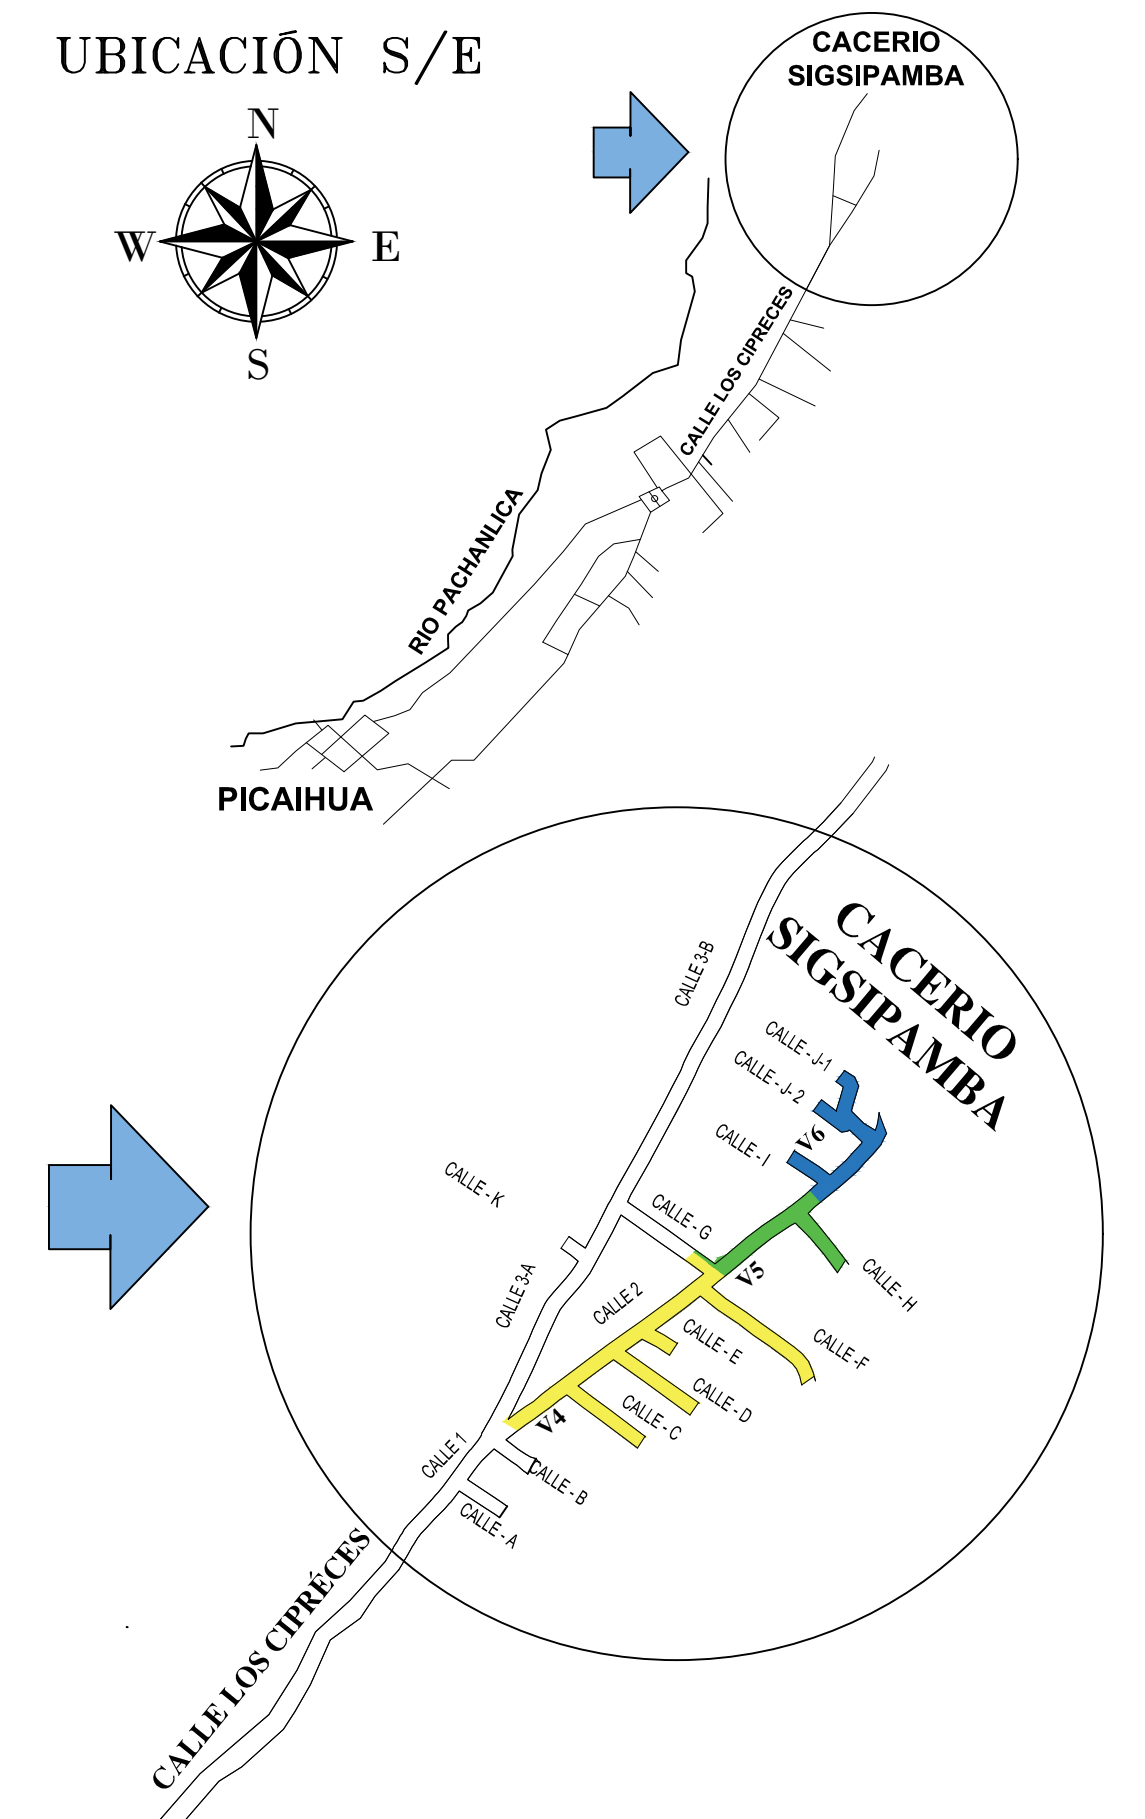 UBICACIÓN S/E
CACERIO
SIGSIPAMBA
N
W
E
S
CALLE LOS CIPRECES
RIO PACHANLICA
PICAIHUA
CACERIO
SIGSIPAMBA
CALLE 3-B
CALLE - J-1
CALLE - J- 2
CALLE - I
V6
CALLE - K
CALLE - G
CALLE - H
V5
CALLE 3-A
CALLE 2
CALLE - E
CALLE -F
CALLE - D
CALLE - C
V4
CALLE 1
CALLE - B
CALLE - A
CALLE LOS CIPRÉCES